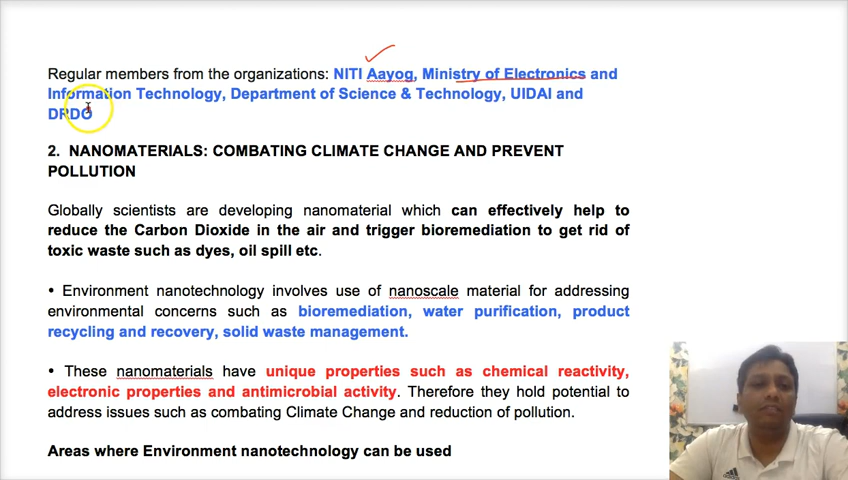 Regular members from the organizations: NITI Aayog, Ministry of Electronics and
Information Technology, Department of Science & Technology, UIDAI and
DRDO
2. NANOMATERIALS: COMBATING CLIMATE CHANGE AND PREVENT
POLLUTION
Globally scientists are developing nanomaterial which can effectively help to
reduce the Carbon Dioxide in the air and trigger bioremediation to get rid of
toxic waste such as dyes, oil spill etc.
• Environment nanotechnology involves use of nanoscale material for addressing
environmental concerns such as bioremediation, water purification, product
recycling and recovery, solid waste management.
• These nanomaterials have unique properties such as chemical reactivity,
electronic properties and antimicrobial activity. Therefore they hold potential to
address issues such as combating Climate Change and reduction of pollution.
Areas where Environment nanotechnology can be used